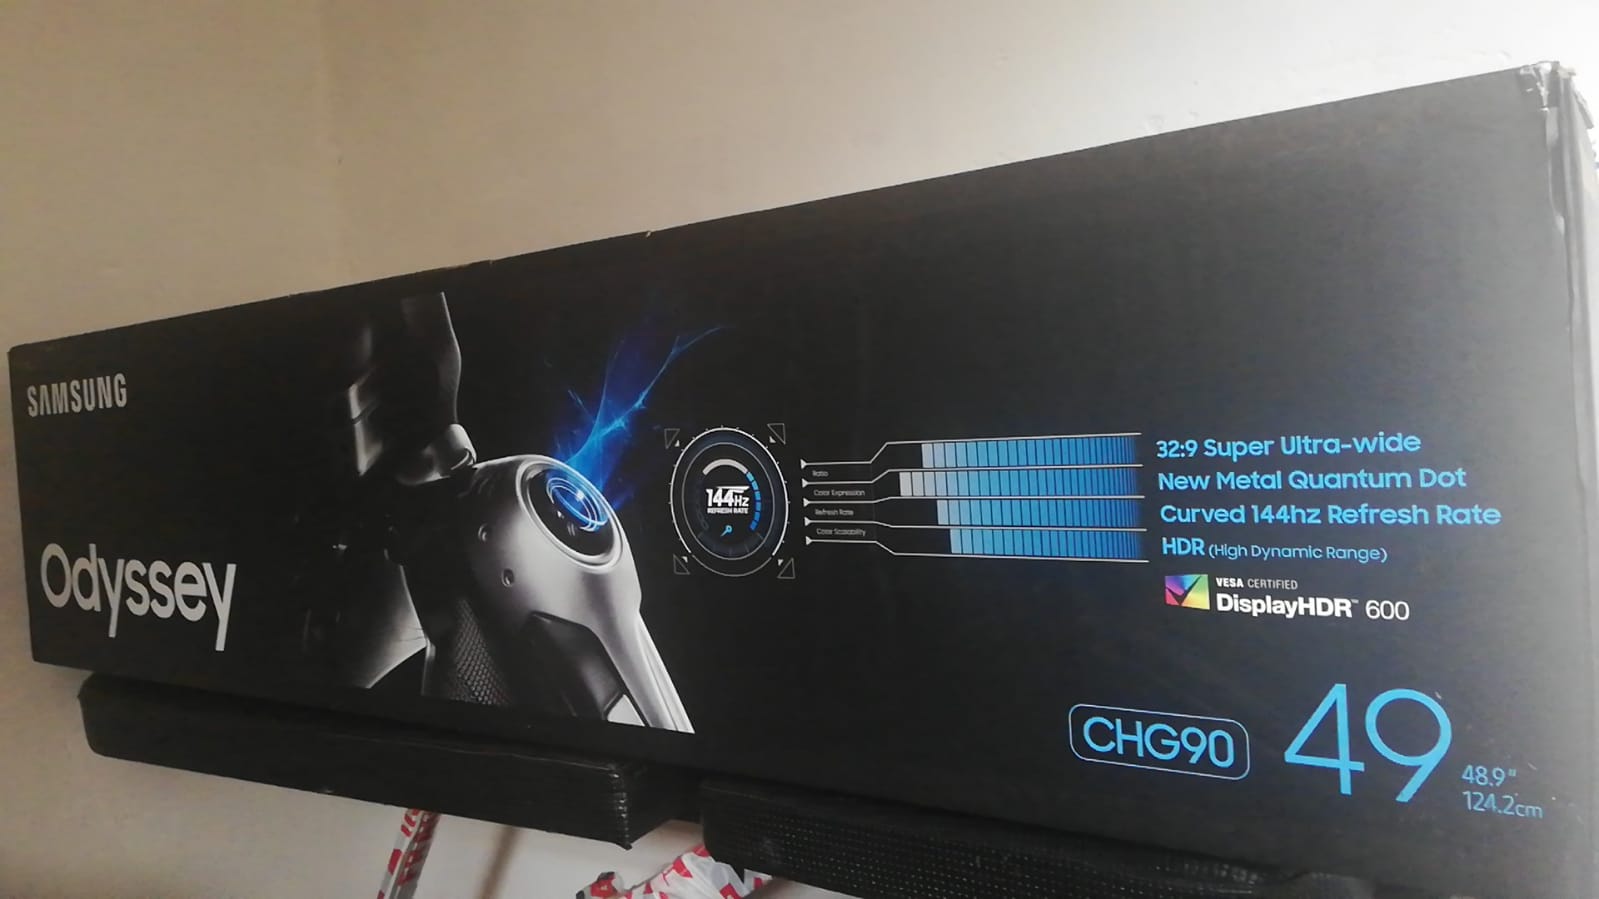 SAMSUNG
Odyssey
144Hz
REFRESH RATE
Ratio
Color Expression
Refresh Rate
Color Scalability
32:9 Super Ultra-wide
New Metal Quantum Dot
Curved 144hz Refresh Rate
HDR (High Dynamic Range)
VESA CERTIFIED
DisplayHDR™ 600
CHG90
49
48.9"
124.2cm